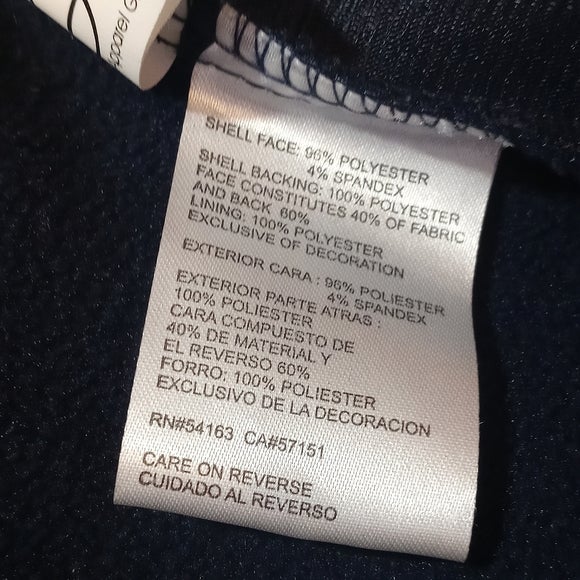 apparel G
SHELL FACE: 96% POLYESTER
4% SPANDEX
SHELL BACKING: 100% POLYESTER
FACE CONSTITUTES 40% OF FABRIC
AND BACK 60%
LINING: 100% POLYESTER
EXCLUSIVE OF DECORATION
EXTERIOR CARA : 96% POLIESTER
4% SPANDEX
EXTERIOR PARTE ATRAS :
100% POLIESTER
CARA COMPUESTO DE
40% DE MATERIAL Y
EL REVERSO 60%
FORRO: 100% POLIESTER
EXCLUSIVO DE LA DECORACION
RN#54163 CA#57151
CARE ON REVERSE
CUIDADO AL REVERSO